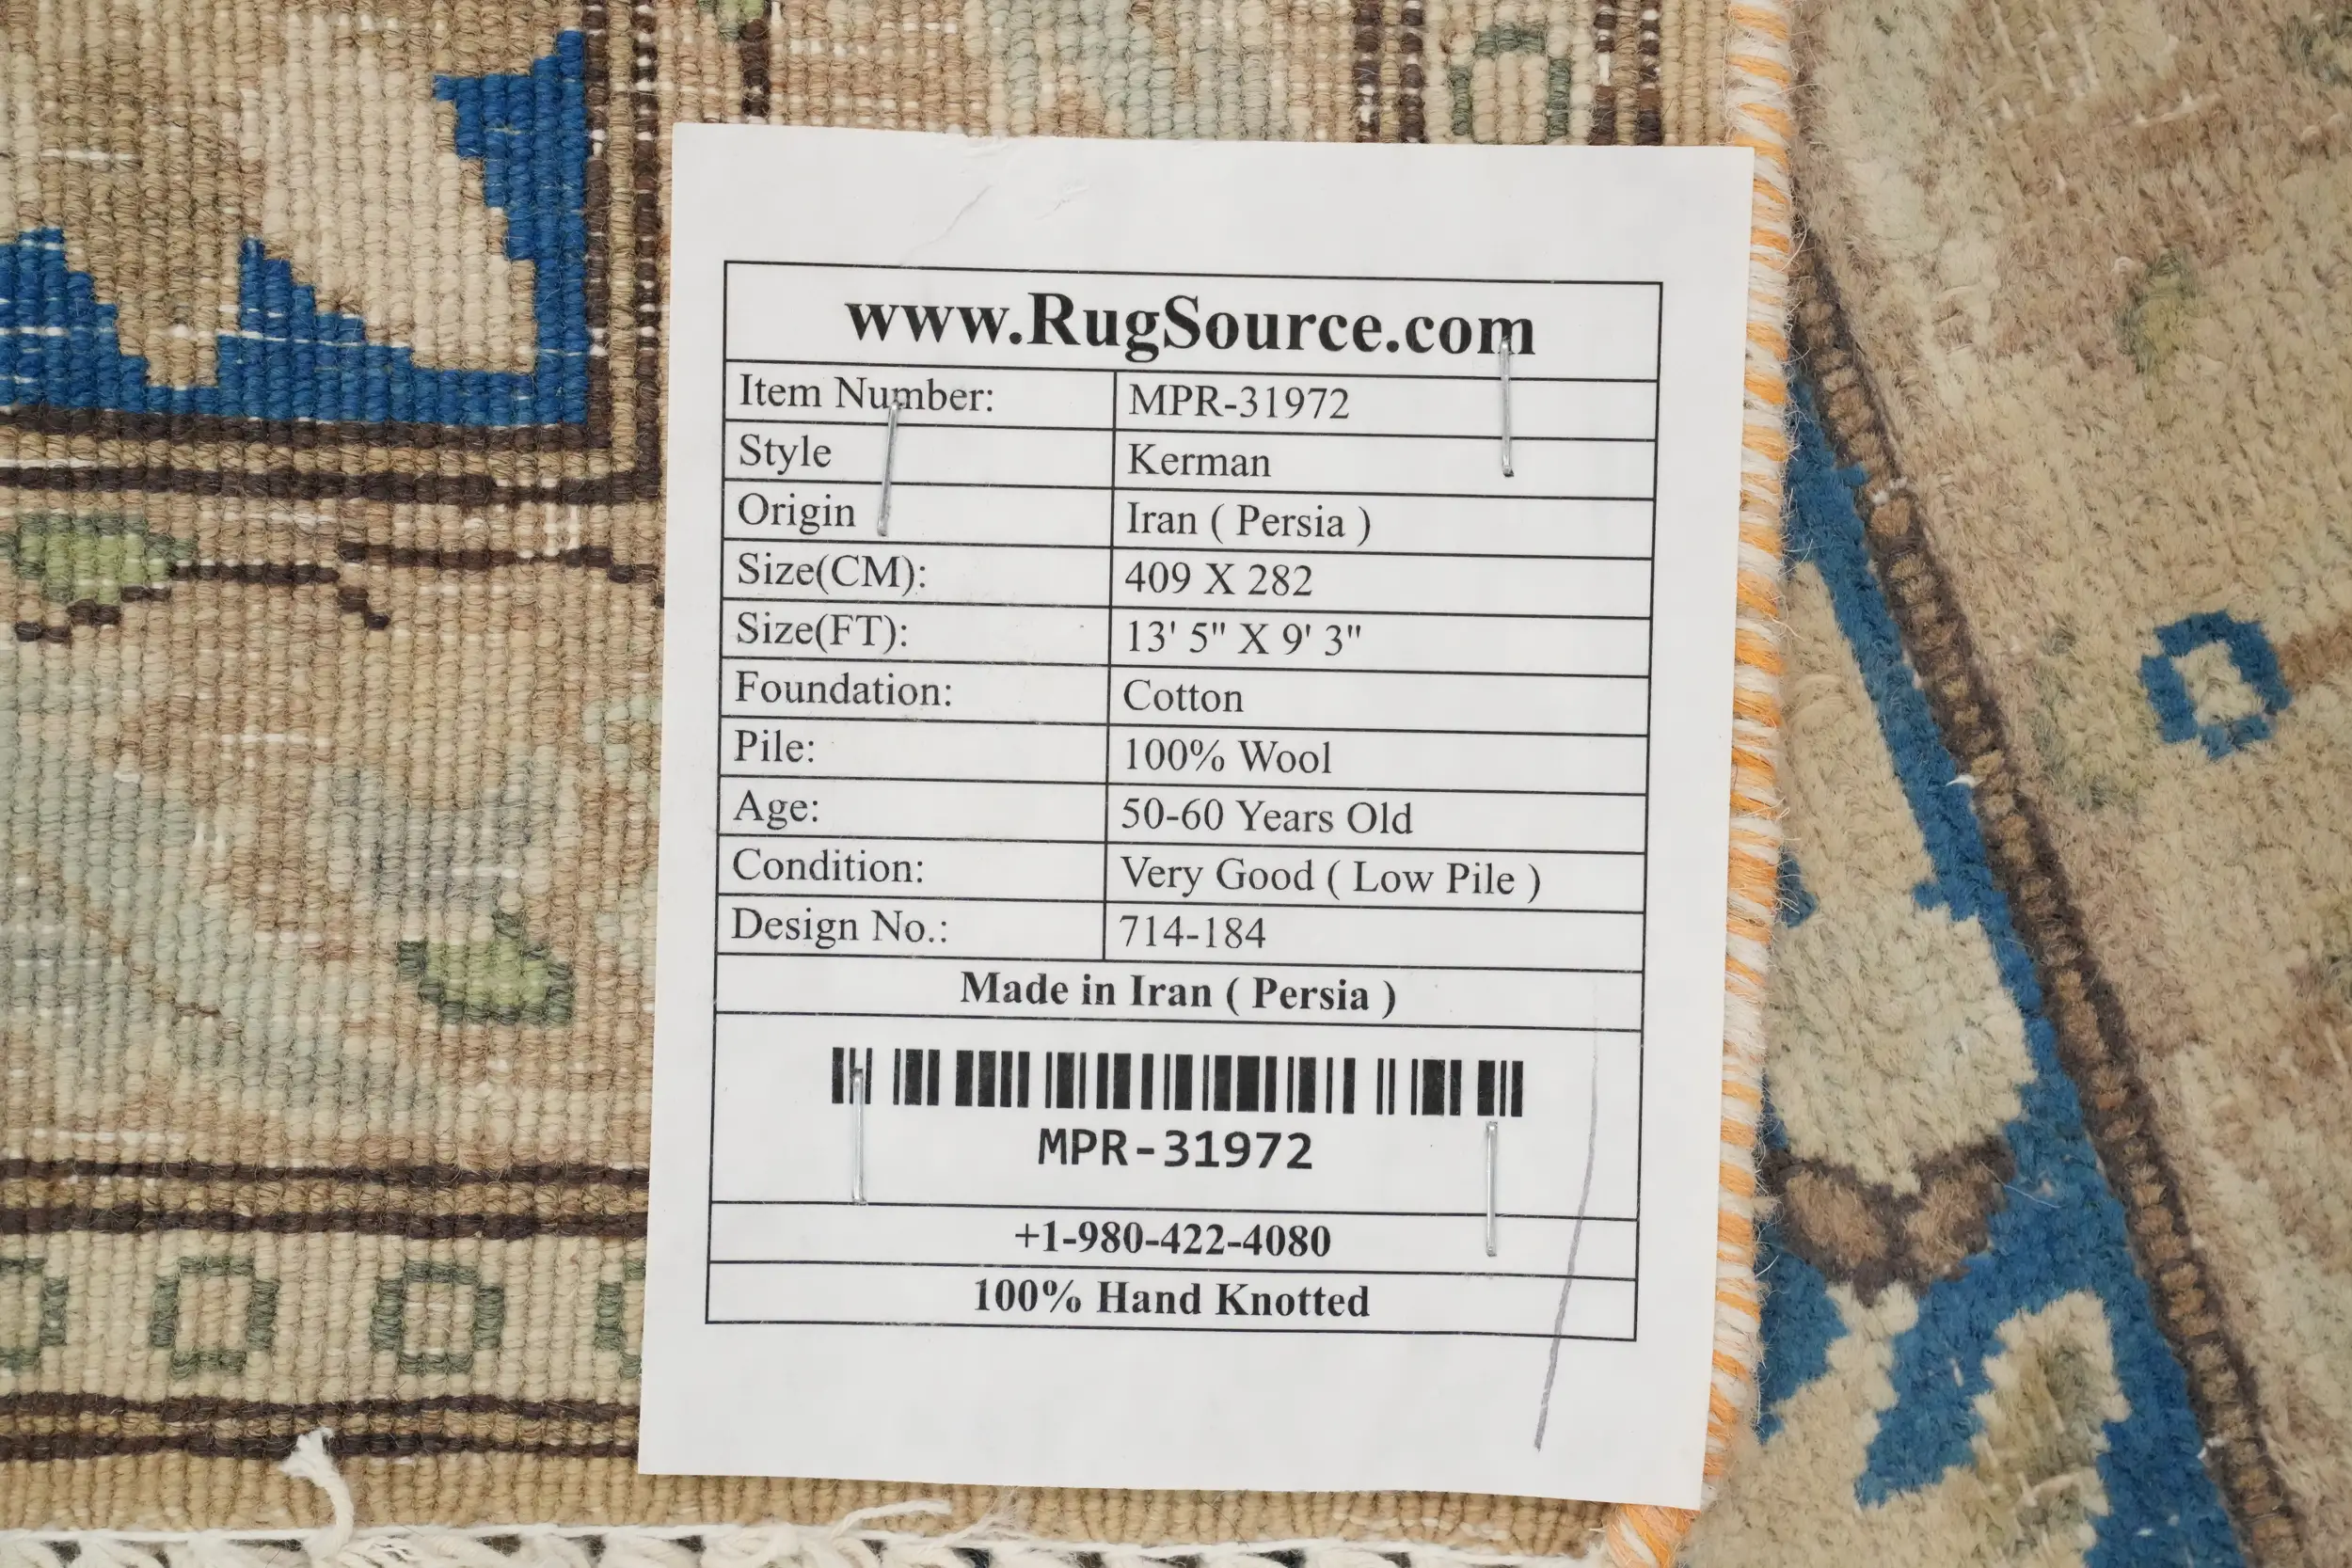 www.RugSource.com
Item Number: MPR-31972
Style Kerman
Origin Iran ( Persia )
Size(CM): 409 X 282
Size(FT): 13' 5" X 9' 3"
Foundation: Cotton
Pile: 100% Wool
Age: 50-60 Years Old
Condition: Very Good ( Low Pile )
Design No.: 714-184
Made in Iran ( Persia )
MPR-31972
+1-980-422-4080
100% Hand Knotted